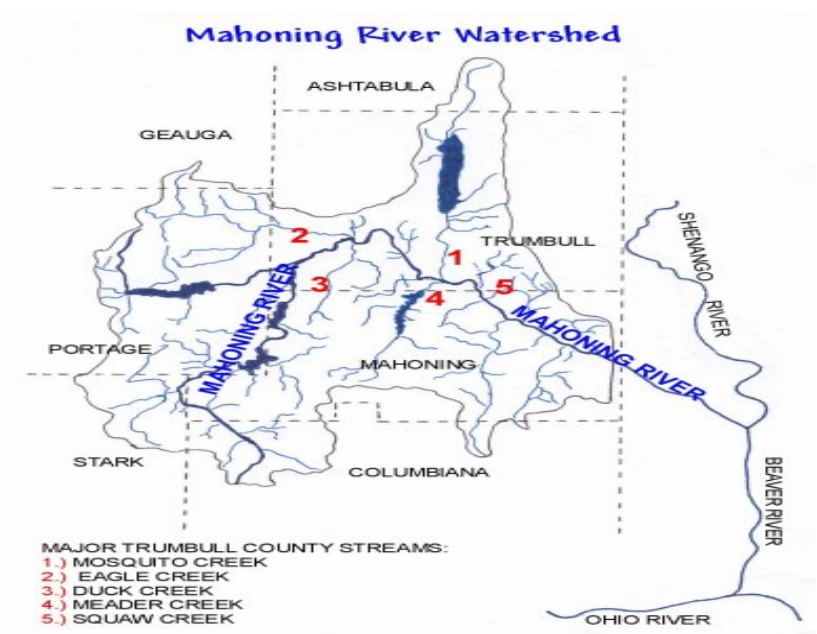 Mahoning River Watershed
ASHTABULA
GEAUGA
TRUMBULL
SHENANGO RIVER
2
1
3
4
5
MAHONING RIVER
MAHONING RIVER
PORTAGE
MAHONING
STARK
COLUMBIANA
BEAVER RIVER
OHIO RIVER
MAJOR TRUMBULL COUNTY STREAMS:
1.) MOSQUITO CREEK
2.) EAGLE CREEK
3.) DUCK CREEK
4.) MEADER CREEK
5.) SQUAW CREEK